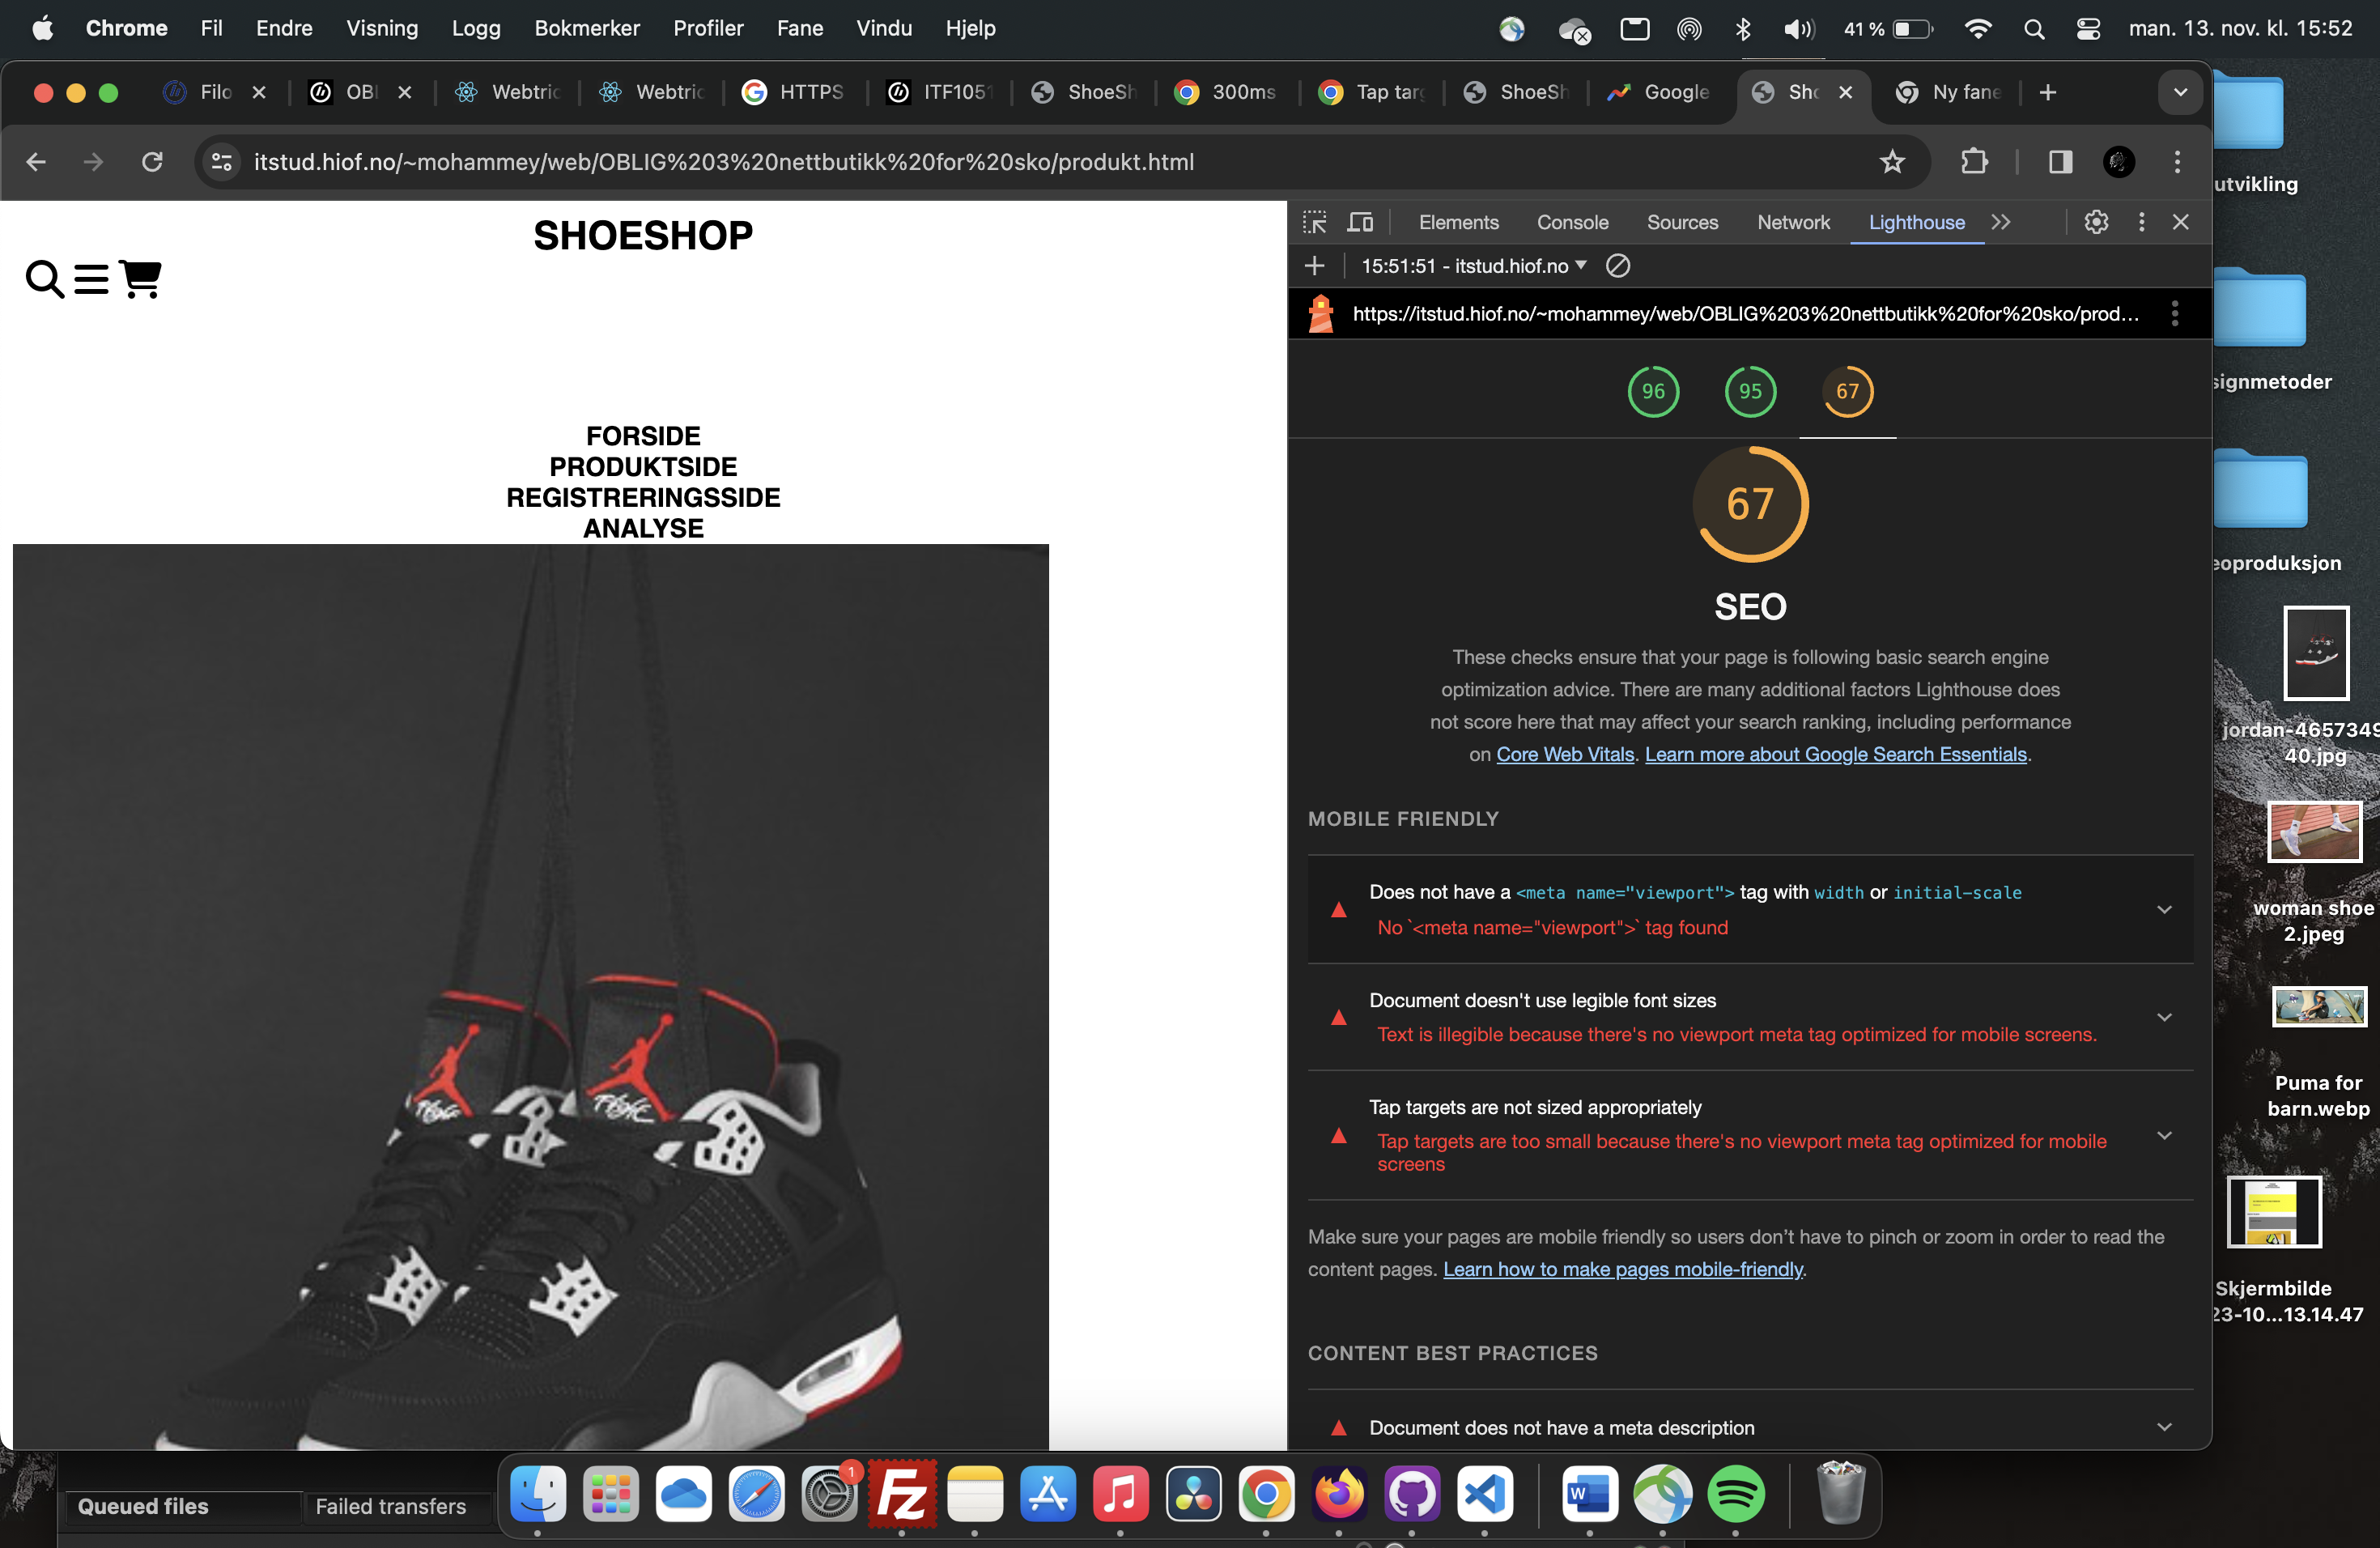 Chrome Fil Endre Visning Logg Bokmerker Profiler Fane Vindu Hjelp 41 % man. 13. nov. kl. 15:52
Filo OBL Webtric Webtric HTTPS ITF1051 ShoeSh 300ms Tap targ ShoeSh Google Sho Ny fane
itstud.hiof.no/~mohammey/web/OBLIG%203%20nettbutikk%20for%20sko/produkt.html
SHOESHOP
FORSIDE
PRODUKTSIDE
REGISTRERINGSSIDE
ANALYSE
Flight
Elements Console Sources Network Lighthouse
15:51:51 - itstud.hiof.no
https://itstud.hiof.no/~mohammey/web/OBLIG%203%20nettbutikk%20for%20sko/prod...
96 95 67
67
SEO
These checks ensure that your page is following basic search engine
optimization advice. There are many additional factors Lighthouse does
not score here that may affect your search ranking, including performance
on Core Web Vitals. Learn more about Google Search Essentials.
MOBILE FRIENDLY
Does not have a <meta name="viewport"> tag with width or initial-scale
No `<meta name="viewport">` tag found
Document doesn't use legible font sizes
Text is illegible because there's no viewport meta tag optimized for mobile screens.
Tap targets are not sized appropriately
Tap targets are too small because there's no viewport meta tag optimized for mobile
screens
Make sure your pages are mobile friendly so users don’t have to pinch or zoom in order to read the
content pages. Learn how to make pages mobile-friendly.
CONTENT BEST PRACTICES
Document does not have a meta description
utvikling
signmetoder
eoproduksjon
jordan-4657349
40.jpg
woman shoe
2.jpeg
Puma for
barn.webp
Skjermbilde
23-10...13.14.47
Queued files Failed transfers
1
Fz
W